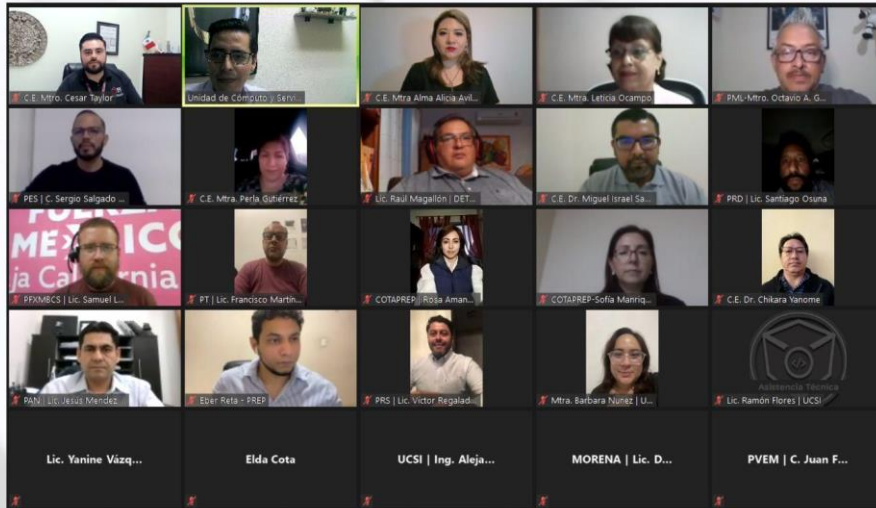 C.E. Mtro. Cesar Taylor
Unidad de Cómputo y Servi...
C.E. Mtra Alma Alicia Avil...
C.E. Mtra. Leticia Ocampo
PML-Mtro. Octavio A. G...
PES | C. Sergio Salgado ...
C.E. Mtra. Perla Gutiérrez
Lic. Raúl Magallón | DET...
C.E. Dr. Miguel Israel Sa...
PRD | Lic. Santiago Osuna
FUERZA
MEXICO
ja California
PFXMBCS | Lic. Samuel L...
PT | Lic. Francisco Martín...
COTAPREP | Rosa Aman...
COTAPREP-Sofía Manriq...
C.E. Dr. Chikara Yanome
PAN | Lic. Jesús Mendez
Eber Reta - PREP
PRS | Lic. Víctor Regalad...
Mtra. Barbara Nuñez | U...
Asistencia Técnica
Lic. Ramón Flores | UCSI
Lic. Yanine Vázq...
Elda Cota
UCSI | Ing. Aleja...
MORENA | Lic. D...
PVEM | C. Juan F...